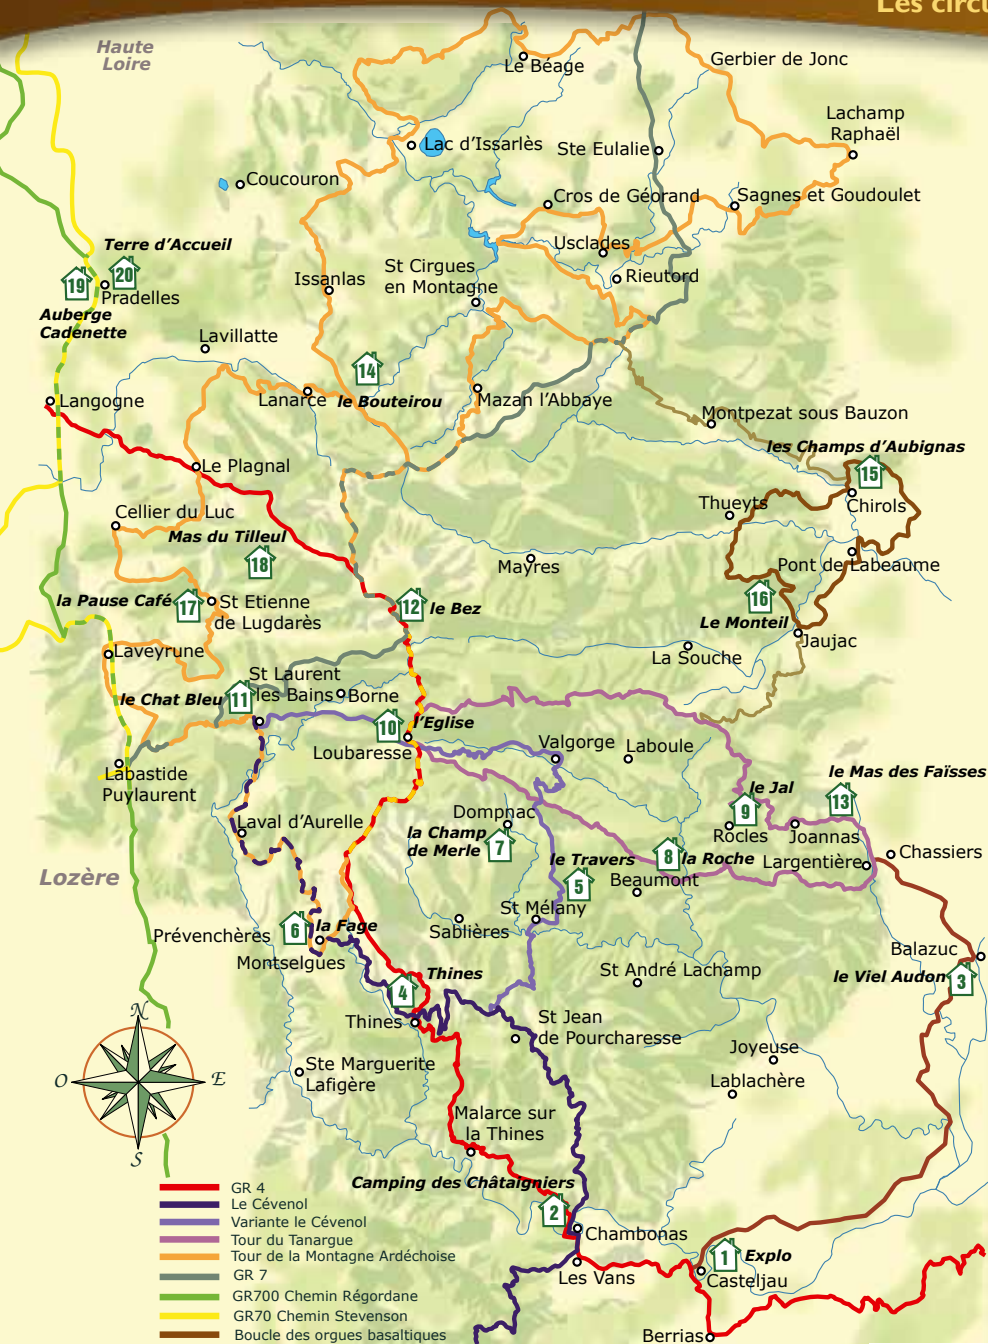 Les circu
Haute
Loire
Gerbier de Jonc
Le Béage
Lachamp
Raphaël
Lac d'Issarlès
Ste Eulalie
Coucouron
Cros de Géorand
Sagnes et Goudoulet
Terre d'Accueil
Usclades
19
20
Pradelles
Issanlas
St Cirgues
en Montagne
Rieutord
Auberge
Cadenette
Lavillatte
14
Langogne
Lanarce
le Bouteirou
Mazan l'Abbaye
Montpezat sous Bauzon
les Champs d'Aubignas
15
Le Plagnal
Chirols
Thueyts
Cellier du Luc
Mas du Tilleul
18
Mayres
Pont de Labeaume
la Pause Café
17
St Etienne
de Lugdarès
12
le Bez
16
Le Monteil
Jaujac
Laveyrune
La Souche
St Laurent
les Bains
le Chat Bleu
11
Borne
10
l'Eglise
Loubaresse
Valgorge
Laboule
Labastide
Puylaurent
le Mas des Faïsses
13
le Jal
9
Dompnac
Laval d'Aurelle
la Champ
de Merle
7
Rocles
Joannas
8
la Roche
Chassiers
Largentière
le Travers
5
Beaumont
Lozère
St Mélany
Sablières
6
la Fage
Prévenchères
Montselgues
Balazuc
le Viel Audon
3
St André Lachamp
Thines
4
Thines
St Jean
de Pourcharesse
N
O
E
S
Joyeuse
Ste Marguerite
Lafigère
Lablachère
Malarce sur
la Thines
Camping des Châtaigniers
2
Chambonas
1
Explo
Les Vans
Casteljau
Berrias
GR 4
Le Cévenol
Variante le Cévenol
Tour du Tanargue
Tour de la Montagne Ardéchoise
GR 7
GR700 Chemin Régordane
GR70 Chemin Stevenson
Boucle des orgues basaltiques